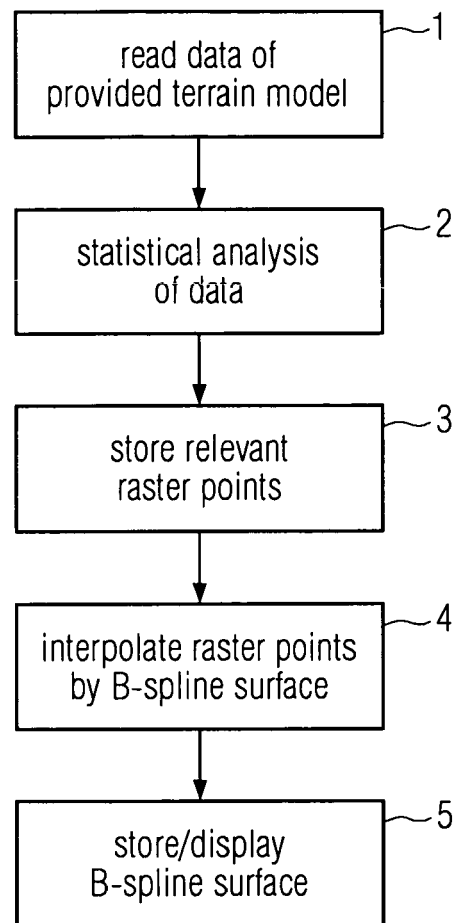 1
read data of
provided terrain model
2
statistical analysis
of data
3
store relevant
raster points
4
interpolate raster points
by B-spline surface
5
store/display
B-spline surface